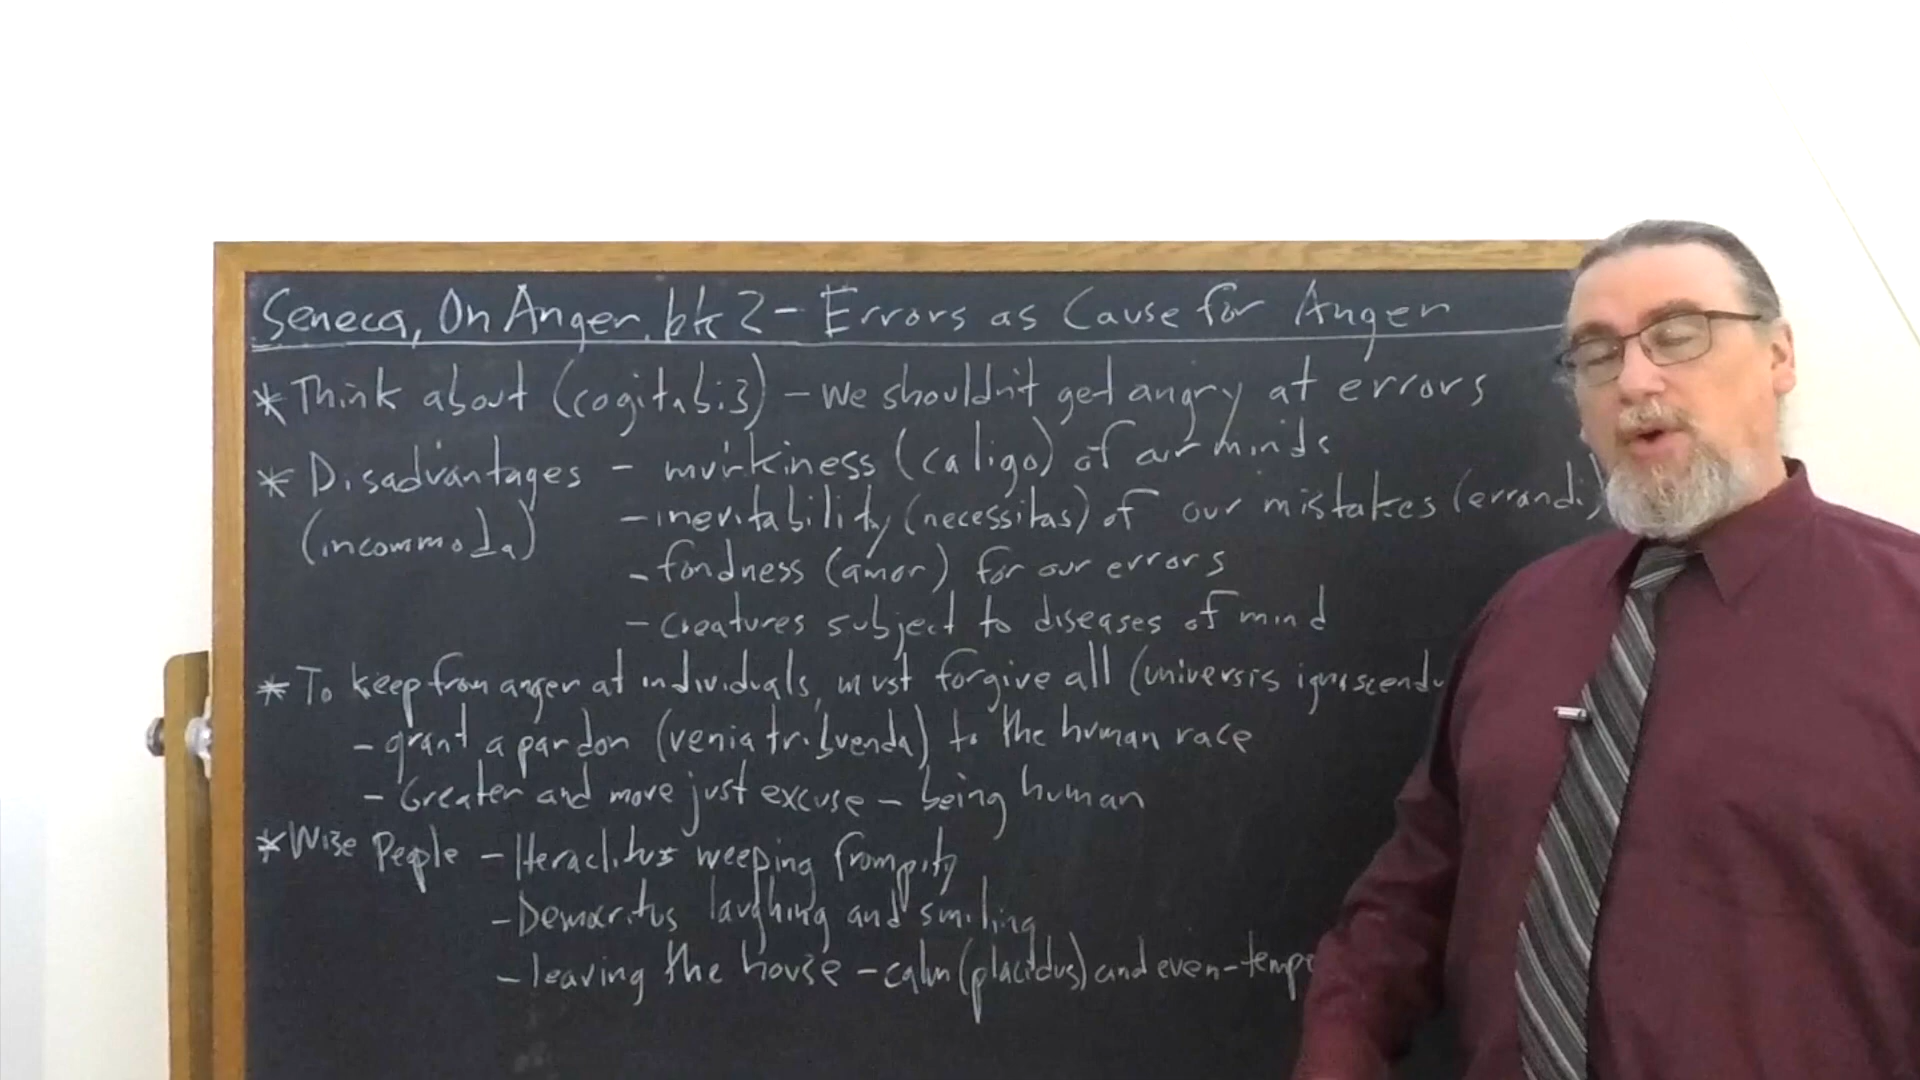 Seneca, On Anger, bk 2 - Errors as Cause for Anger
* Think about (cogitabis) - we shouldn't get angry at errors
* Disadvantages - murkiness (caligo) of our minds
(incommoda) - inevitability (necessitas) of our mistakes (errandi)
- fondness (amor) for our errors
- creatures subject to diseases of mind
* To keep from anger at individuals, must forgive all (universis ignoscendu
- grant a pardon (venia tribuenda) to the human race
- Greater and more just excuse - being human
* Wise People - Heraclitus weeping from pity
- Democritus laughing and smiling
- leaving the house - calm (placidus) and even-tempe